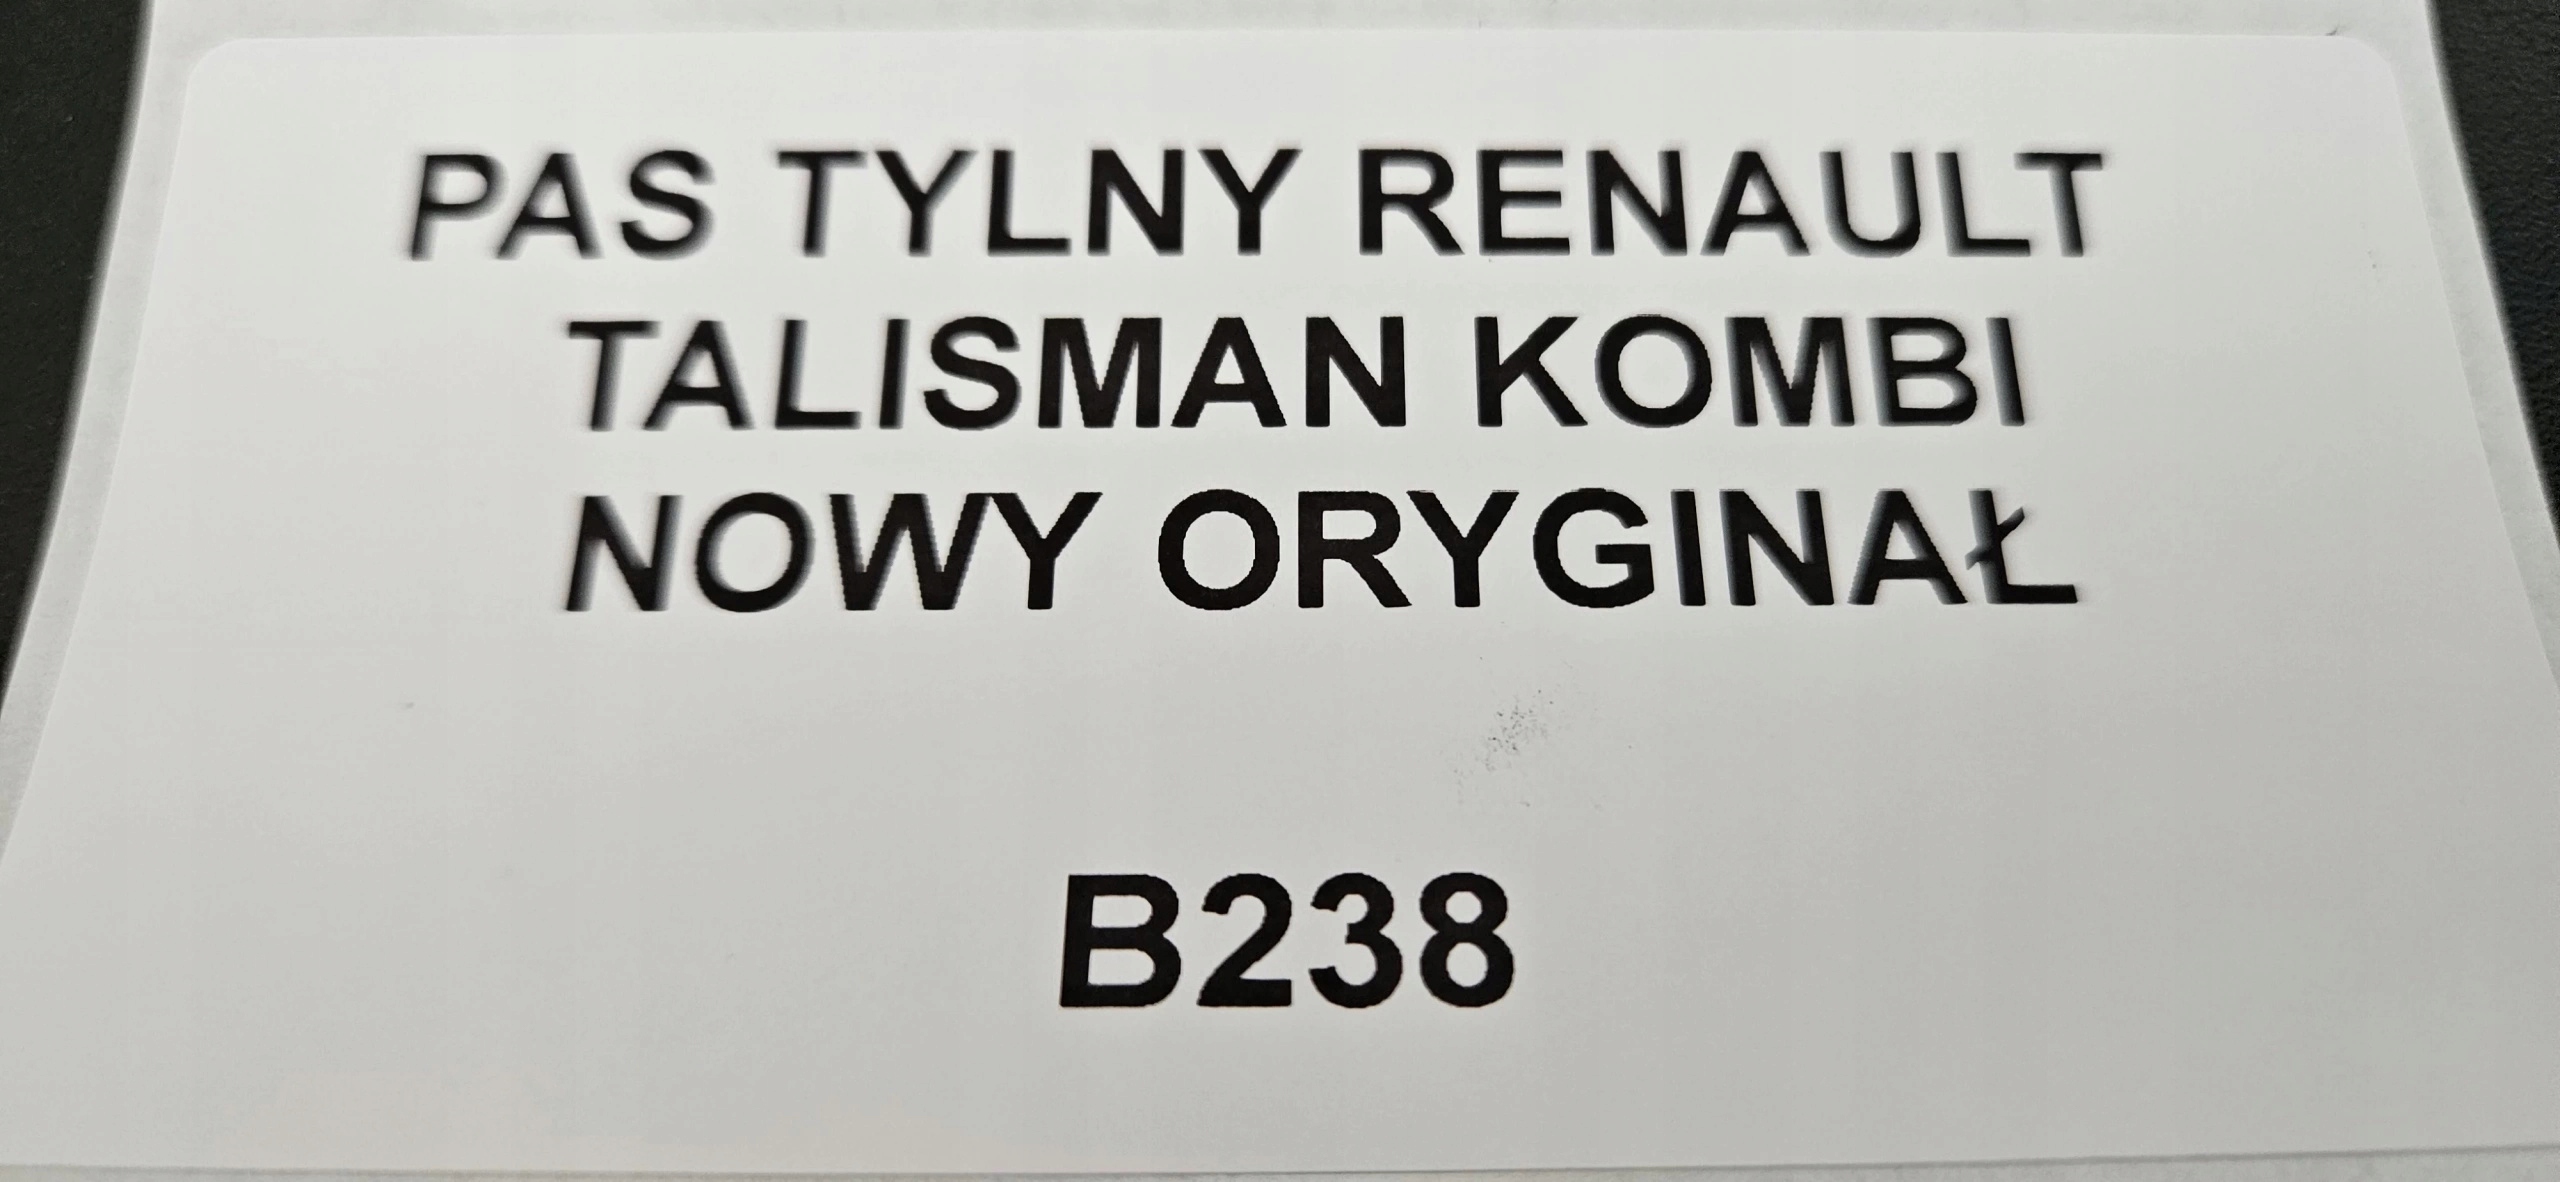 PAS TYLNY RENAULT
TALISMAN KOMBI
NOWY ORYGINAŁ
B238